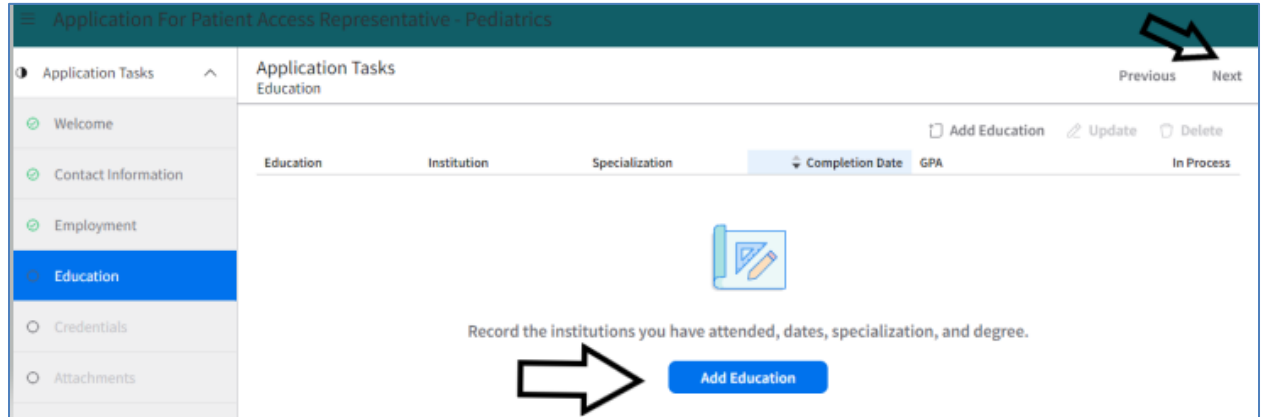 Application For Patient Access Representative - Pediatrics
Application Tasks
Welcome
Contact Information
Employment
Education
Credentials
Attachments
Application Tasks
Education
Previous Next
Add Education Update Delete
Education Institution Specialization Completion Date GPA In Process
Record the institutions you have attended, dates, specialization, and degree.
Add Education